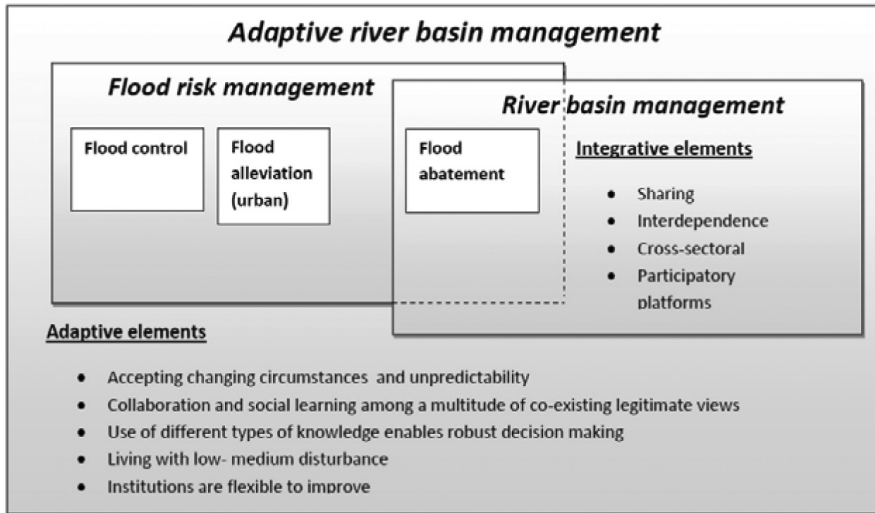 Adaptive river basin management
Flood risk management
River basin management
Flood control
Flood
alleviation
(urban)
Flood
abatement
Integrative elements
• Sharing
• Interdependence
• Cross-sectoral
• Participatory
platforms
Adaptive elements
• Accepting changing circumstances and unpredictability
• Collaboration and social learning among a multitude of co-existing legitimate views
• Use of different types of knowledge enables robust decision making
• Living with low- medium disturbance
• Institutions are flexible to improve